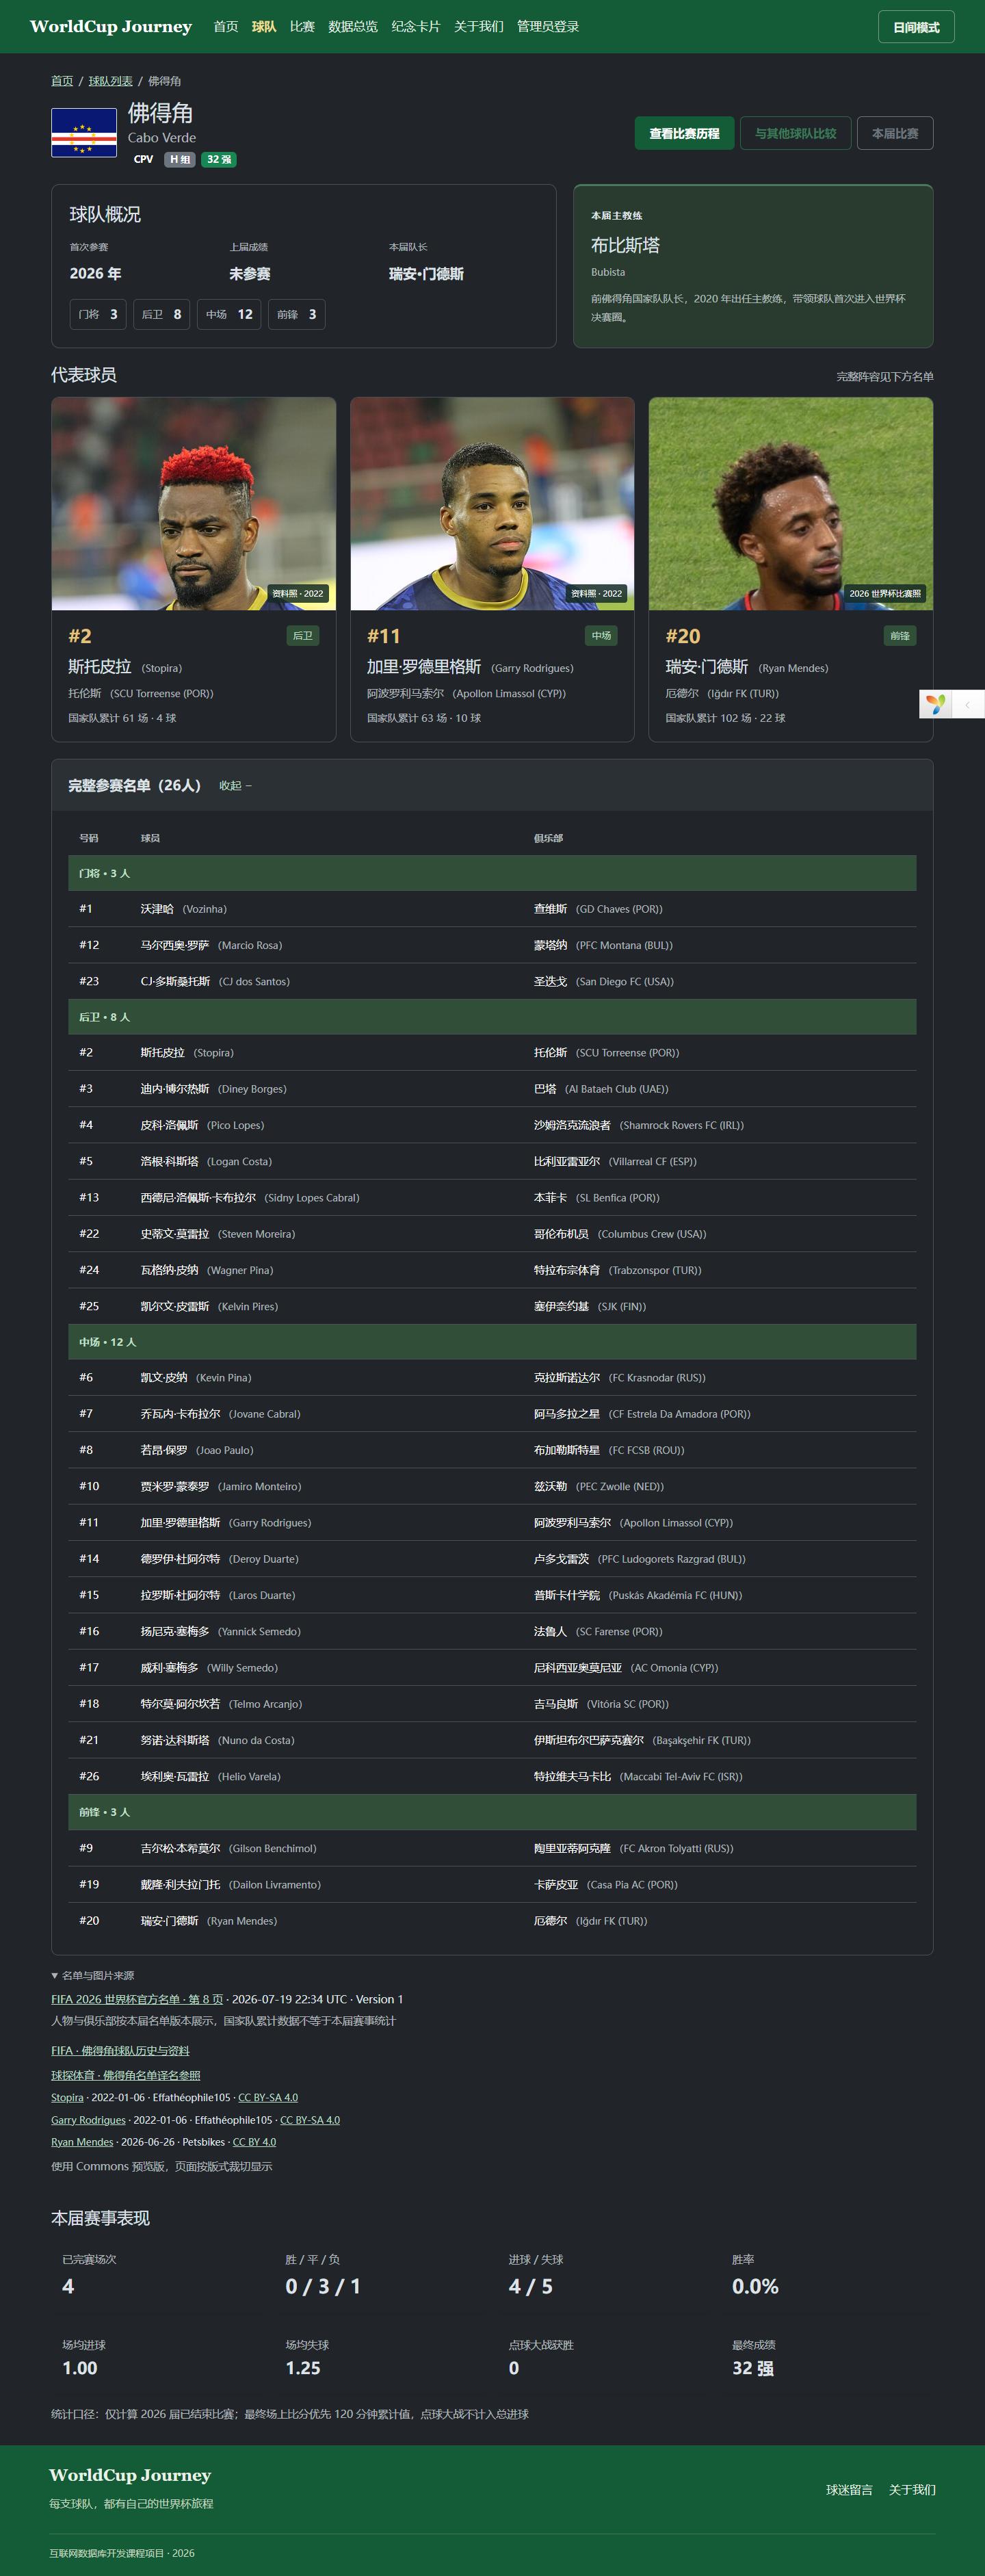 WorldCup Journey 首页 球队 比赛 数据总览 纪念卡片 关于我们 管理员登录 日间模式
首页 / 球队列表 / 佛得角
佛得角
Cabo Verde
CPV H 组 32 强
查看比赛历程 与其他球队比较 本届比赛
球队概况
首次参赛 上届成绩 本届队长
2026 年 未参赛 瑞安·门德斯
门将 3 后卫 8 中场 12 前锋 3
本届主教练
布比斯塔
Bubista
前佛得角国家队队长，2020 年出任主教练，带领球队首次进入世界杯
决赛圈。
代表球员 完整阵容见下方名单
资料照 · 2022
资料照 · 2022
2026 世界杯比赛照
#2 后卫
斯托皮拉 （Stopira）
托伦斯 （SCU Torreense (POR)）
国家队累计 61 场 · 4 球
#11 中场
加里·罗德里格斯 （Garry Rodrigues）
阿波罗利马索尔 （Apollon Limassol (CYP)）
国家队累计 63 场 · 10 球
#20 前锋
瑞安·门德斯 （Ryan Mendes）
厄德尔 （Iğdır FK (TUR)）
国家队累计 102 场 · 22 球
完整参赛名单（26人） 收起 −
号码 球员 俱乐部
门将 • 3 人
#1 沃津哈 （Vozinha） 查维斯 （GD Chaves (POR)）
#12 马尔西奥·罗萨 （Marcio Rosa） 蒙塔纳 （PFC Montana (BUL)）
#23 CJ·多斯桑托斯 （CJ dos Santos） 圣迭戈 （San Diego FC (USA)）
后卫 • 8 人
#2 斯托皮拉 （Stopira） 托伦斯 （SCU Torreense (POR)）
#3 迪内·博尔热斯 （Diney Borges） 巴塔 （Al Bataeh Club (UAE)）
#4 皮科·洛佩斯 （Pico Lopes） 沙姆洛克流浪者 （Shamrock Rovers FC (IRL)）
#5 洛根·科斯塔 （Logan Costa） 比利亚雷亚尔 （Villarreal CF (ESP)）
#13 西德尼·洛佩斯·卡布拉尔 （Sidny Lopes Cabral） 本菲卡 （SL Benfica (POR)）
#22 史蒂文·莫雷拉 （Steven Moreira） 哥伦布机员 （Columbus Crew (USA)）
#24 瓦格纳·皮纳 （Wagner Pina） 特拉布宗体育 （Trabzonspor (TUR)）
#25 凯尔文·皮雷斯 （Kelvin Pires） 塞伊奈约基 （SJK (FIN)）
中场 • 12 人
#6 凯文·皮纳 （Kevin Pina） 克拉斯诺达尔 （FC Krasnodar (RUS)）
#7 乔瓦内·卡布拉尔 （Jovane Cabral） 阿马多拉之星 （CF Estrela Da Amadora (POR)）
#8 若昂·保罗 （Joao Paulo） 布加勒斯特星 （FC FCSB (ROU)）
#10 贾米罗·蒙泰罗 （Jamiro Monteiro） 兹沃勒 （PEC Zwolle (NED)）
#11 加里·罗德里格斯 （Garry Rodrigues） 阿波罗利马索尔 （Apollon Limassol (CYP)）
#14 德罗伊·杜阿尔特 （Deroy Duarte） 卢多戈雷茨 （PFC Ludogorets Razgrad (BUL)）
#15 拉罗斯·杜阿尔特 （Laros Duarte） 普斯卡什学院 （Puskás Akadémia FC (HUN)）
#16 扬尼克·塞梅多 （Yannick Semedo） 法鲁人 （SC Farense (POR)）
#17 威利·塞梅多 （Willy Semedo） 尼科西亚奥莫尼亚 （AC Omonia (CYP)）
#18 特尔莫·阿尔坎若 （Telmo Arcanjo） 吉马良斯 （Vitória SC (POR)）
#21 努诺·达科斯塔 （Nuno da Costa） 伊斯坦布尔巴萨克赛尔 （Başakşehir FK (TUR)）
#26 埃利奥·瓦雷拉 （Helio Varela） 特拉维夫马卡比 （Maccabi Tel-Aviv FC (ISR)）
前锋 • 3 人
#9 吉尔松·本希莫尔 （Gilson Benchimol） 陶里亚蒂阿克隆 （FC Akron Tolyatti (RUS)）
#19 戴隆·利夫拉门托 （Dailon Livramento） 卡萨皮亚 （Casa Pia AC (POR)）
#20 瑞安·门德斯 （Ryan Mendes） 厄德尔 （Iğdır FK (TUR)）
▼ 名单与图片来源
FIFA 2026 世界杯官方名单 · 第 8 页 · 2026-07-19 22:34 UTC · Version 1
人物与俱乐部按本届名单版本展示，国家队累计数据不等于本届赛事统计
FIFA · 佛得角球队历史与资料
球探体育 · 佛得角名单译名参照
Stopira · 2022-01-06 · Effathéophile105 · CC BY-SA 4.0
Garry Rodrigues · 2022-01-06 · Effathéophile105 · CC BY-SA 4.0
Ryan Mendes · 2026-06-26 · Petsbikes · CC BY 4.0
使用 Commons 预览版，页面按版式裁切显示
本届赛事表现
已完赛场次 胜 / 平 / 负 进球 / 失球 胜率
4 0 / 3 / 1 4 / 5 0.0%
场均进球 场均失球 点球大战获胜 最终成绩
1.00 1.25 0 32 强
统计口径：仅计算 2026 届已结束比赛；最终场上比分优先 120 分钟累计值，点球大战不计入总进球
WorldCup Journey
每支球队，都有自己的世界杯旅程
球迷留言 关于我们
互联网数据库开发课程项目 · 2026